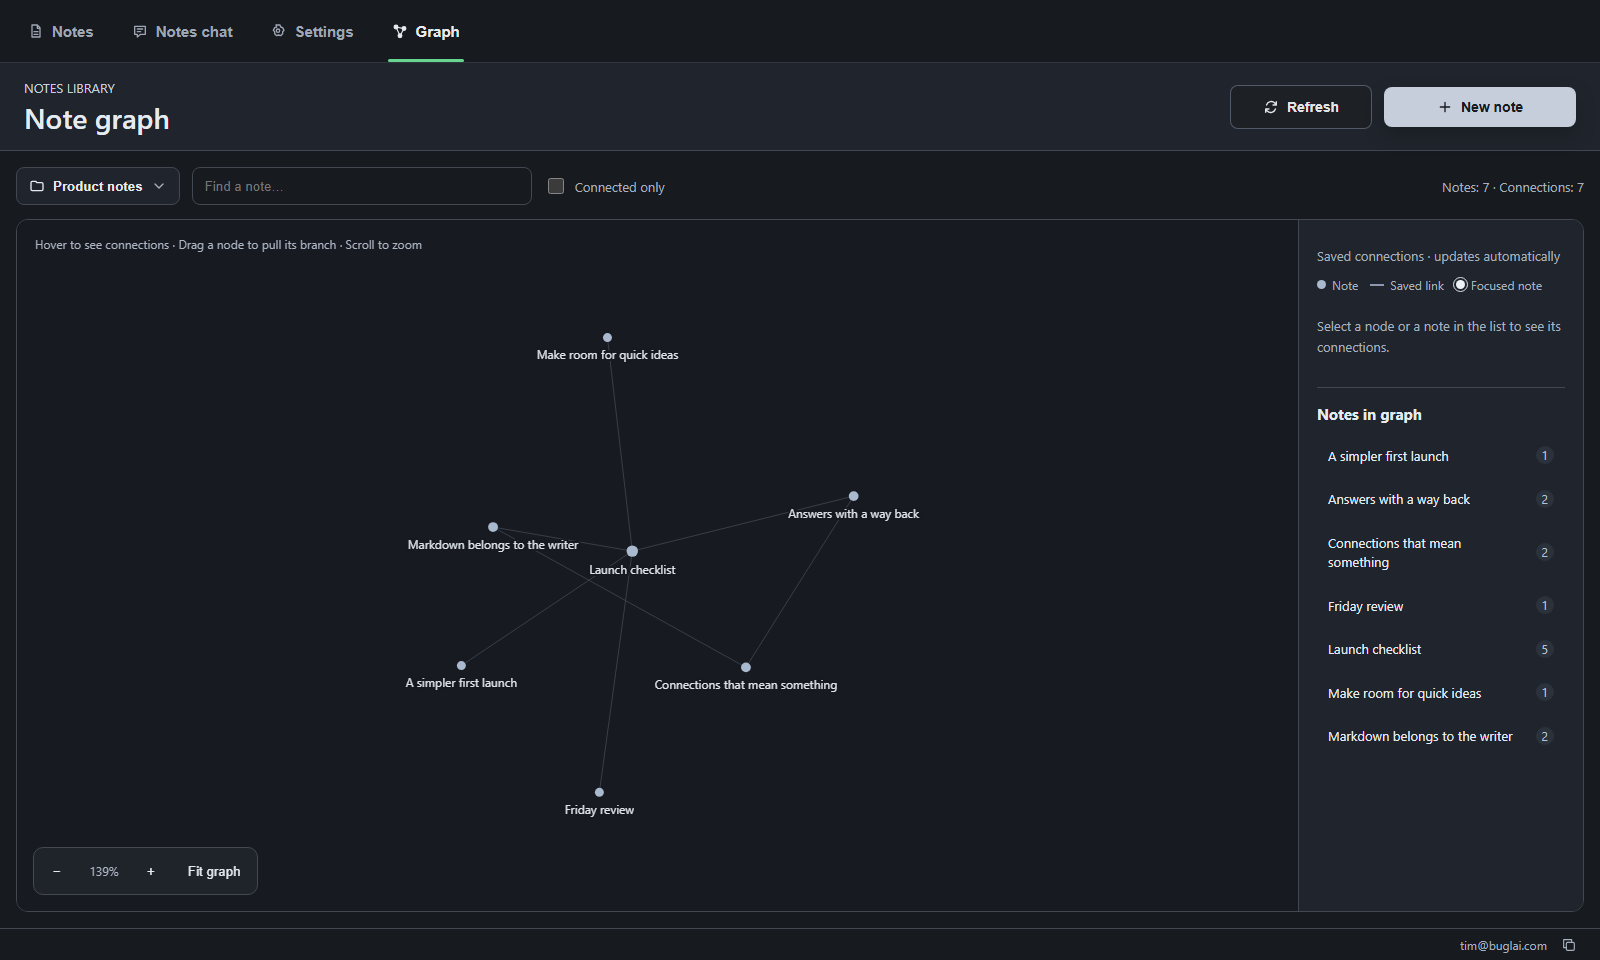 Notes
Notes chat
Settings
Graph
NOTES LIBRARY
Note graph
Refresh
New note
Product notes
Find a note...
Connected only
Notes: 7 · Connections: 7
Hover to see connections · Drag a node to pull its branch · Scroll to zoom
Make room for quick ideas
Answers with a way back
Markdown belongs to the writer
Launch checklist
A simpler first launch
Connections that mean something
Friday review
− 139% + Fit graph
Saved connections · updates automatically
Note
Saved link
Focused note
Select a node or a note in the list to see its
connections.
Notes in graph
A simpler first launch 1
Answers with a way back 2
Connections that mean
something 2
Friday review 1
Launch checklist 5
Make room for quick ideas 1
Markdown belongs to the writer 2
tim@buglai.com